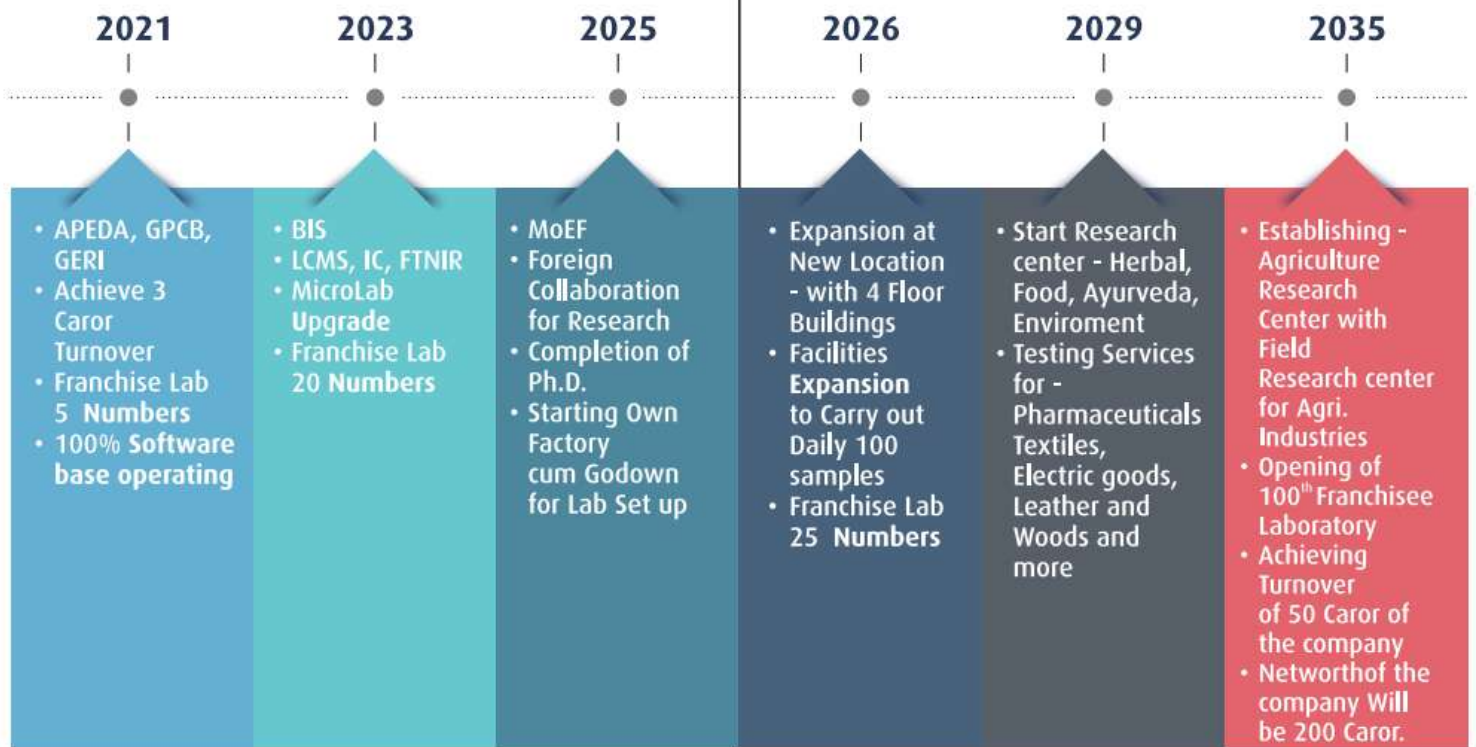 2021
2023
2025
2026
2029
2035
• APEDA, GPCB,
GERI
• Achieve 3
Caror
Turnover
• Franchise Lab
5 Numbers
• 100% Software
base operating
• BIS
• LCMS, IC, FTNIR
• MicroLab
Upgrade
• Franchise Lab
20 Numbers
• MoEF
• Foreign
Collaboration
for Research
• Completion of
Ph.D.
• Starting Own
Factory
cum Godown
for Lab Set up
• Expansion at
New Location
- with 4 Floor
Buildings
• Facilities
Expansion
to Carry out
Daily 100
samples
• Franchise Lab
25 Numbers
• Start Research
center - Herbal,
Food, Ayurveda,
Enviroment
• Testing Services
for -
Pharmaceuticals
Textiles,
Electric goods,
Leather and
Woods and
more
• Establishing -
Agriculture
Research
Center with
Field
Research center
for Agri.
Industries
• Opening of
100th Franchisee
Laboratory
• Achieving
Turnover
of 50 Caror of
the company
• Networthof the
company Will
be 200 Caror.